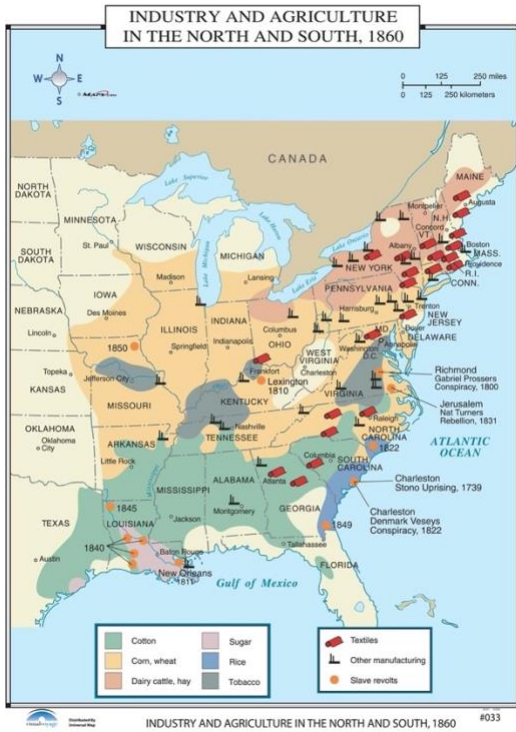 INDUSTRY AND AGRICULTURE
IN THE NORTH AND SOUTH, 1860
N
W E
S
0 125 250 miles
0 125 250 kilometers
CANADA
Lake Superior
MAINE
NORTH
DAKOTA
MINNESOTA
Montpelier
Augusta
Lake Huron
N.H.
VT.
Concord
St. Paul
WISCONSIN
Lake Michigan
MICHIGAN
Lake Ontario
Albany
Boston
MASS.
SOUTH
DAKOTA
Madison
Lansing
NEW YORK
Providence
R.I.
CONN.
Lake Erie
IOWA
PENNSYLVANIA
NEBRASKA
Des Moines
INDIANA
Harrisburg
Trenton
NEW
JERSEY
Lincoln
ILLINOIS
Columbus
OHIO
MD.
Dover
DELAWARE
1850
Springfield
Indianapolis
WEST
VIRGINIA
Washington
D.C.
Annapolis
Topeka
Jefferson City
Frankfort
Lexington
1810
Charleston
Richmond
Gabriel Prossers
Conspiracy, 1800
KANSAS
MISSOURI
KENTUCKY
VIRGINIA
Jerusalem
Nat Turners
Rebellion, 1831
OKLAHOMA
Nashville
Raleigh
Oklahoma
City
ARKANSAS
TENNESSEE
NORTH
CAROLINA
ATLANTIC
OCEAN
1822
Little Rock
Columbia
SOUTH
CAROLINA
Mississippi
ALABAMA
Atlanta
Charleston
Stono Uprising, 1739
MISSISSIPPI
1845
Montgomery
GEORGIA
Charleston
Denmark Veseys
Conspiracy, 1822
TEXAS
LOUISIANA
Jackson
1849
1840
Baton Rouge
Tallahassee
Austin
New Orleans
1811
Gulf of Mexico
FLORIDA
Cotton
Sugar
Textiles
Corn, wheat
Rice
Other manufacturing
Dairy cattle, hay
Tobacco
Slave revolts
Distributed By
Universal Map
INDUSTRY AND AGRICULTURE IN THE NORTH AND SOUTH, 1860
#033